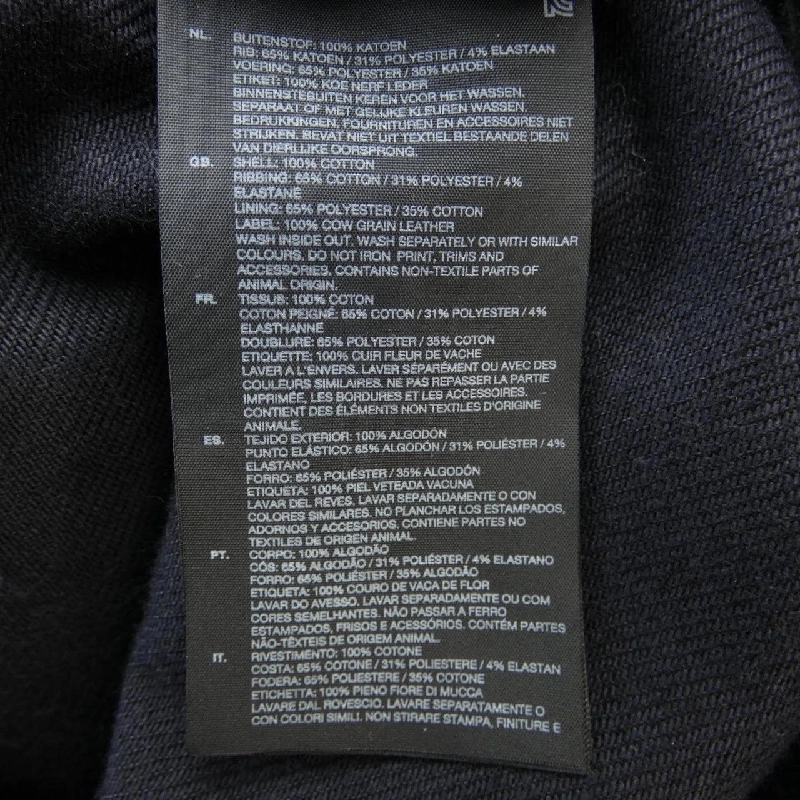 NL. BUITENSTOF: 100% KATOEN
RIB: 65% KATOEN / 31% POLYESTER / 4% ELASTAAN
VOERING: 65% POLYESTER / 35% KATOEN
ETIKET: 100% KOE NERF LEDER
BINNENSTEBUITEN KEREN VOOR HET WASSEN.
SEPARAAT OF MET GELIJKE KLEUREN WASSEN.
BEDRUKKINGEN, FOURNITUREN EN ACCESSOIRES NIET
STRIJKEN. BEVAT NIET UIT TEXTIEL BESTAANDE DELEN
VAN DIERLIJKE OORSPRONG.
GB. SHELL: 100% COTTON
RIBBING: 65% COTTON / 31% POLYESTER / 4%
ELASTANE
LINING: 65% POLYESTER / 35% COTTON
LABEL: 100% COW GRAIN LEATHER
WASH INSIDE OUT. WASH SEPARATELY OR WITH SIMILAR
COLOURS. DO NOT IRON PRINT, TRIMS AND
ACCESSORIES. CONTAINS NON-TEXTILE PARTS OF
ANIMAL ORIGIN.
FR. TISSUS: 100% COTON
COTON PEIGNÉ: 65% COTON / 31% POLYESTER / 4%
ELASTHANNE
DOUBLURE: 65% POLYESTER / 35% COTON
ETIQUETTE: 100% CUIR FLEUR DE VACHE
LAVER A L'ENVERS. LAVER SÉPARÉMENT OU AVEC DES
COULEURS SIMILAIRES. NE PAS REPASSER LA PARTIE
IMPRIMÉE, LES BORDURES ET LES ACCESSOIRES.
CONTIENT DES ÉLÉMENTS NON TEXTILES D'ORIGINE
ANIMALE.
ES. TEJIDO EXTERIOR: 100% ALGODÓN
PUNTO ELÁSTICO: 65% ALGODÓN / 31% POLIÉSTER / 4%
ELASTANO
FORRO: 65% POLIÉSTER / 35% ALGODÓN
ETIQUETA: 100% PIEL VETEADA VACUNA
LAVAR DEL REVES. LAVAR SEPARADAMENTE O CON
COLORES SIMILARES. NO PLANCHAR LOS ESTAMPADOS,
ADORNOS Y ACCESORIOS. CONTIENE PARTES NO
TEXTILES DE ORIGEN ANIMAL.
PT. CORPO: 100% ALGODÃO
CÓS: 65% ALGODÃO / 31% POLIÉSTER / 4% ELASTANO
FORRO: 65% POLIÉSTER / 35% ALGODÃO
ETIQUETA: 100% COURO DE VACA DE FLOR
LAVAR DO AVESSO. LAVAR SEPARADAMENTE OU COM
CORES SEMELHANTES. NÃO PASSAR A FERRO
ESTAMPADOS, FRISOS E ACESSÓRIOS. CONTÉM PARTES
NÃO-TÊXTEIS DE ORIGEM ANIMAL.
IT. RIVESTIMENTO: 100% COTONE
COSTA: 65% COTONE / 31% POLIESTERE / 4% ELASTAN
FODERA: 65% POLIESTERE / 35% COTONE
ETICHETTA: 100% PIENO FIORE DI MUCCA
LAVARE DAL ROVESCIO. LAVARE SEPARATAMENTE O
CON COLORI SIMILI. NON STIRARE STAMPA, FINITURE E